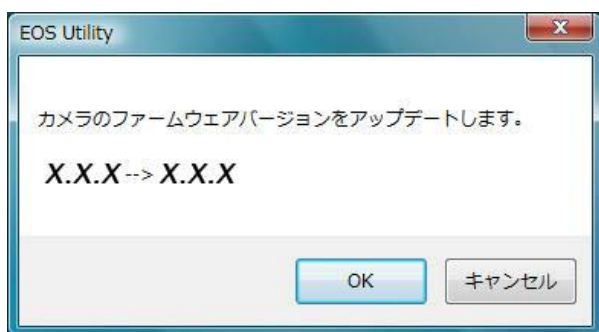 EOS Utility
カメラのファームウェアバージョンをアップデートします。
X.X.X --> X.X.X
OK
キャンセル